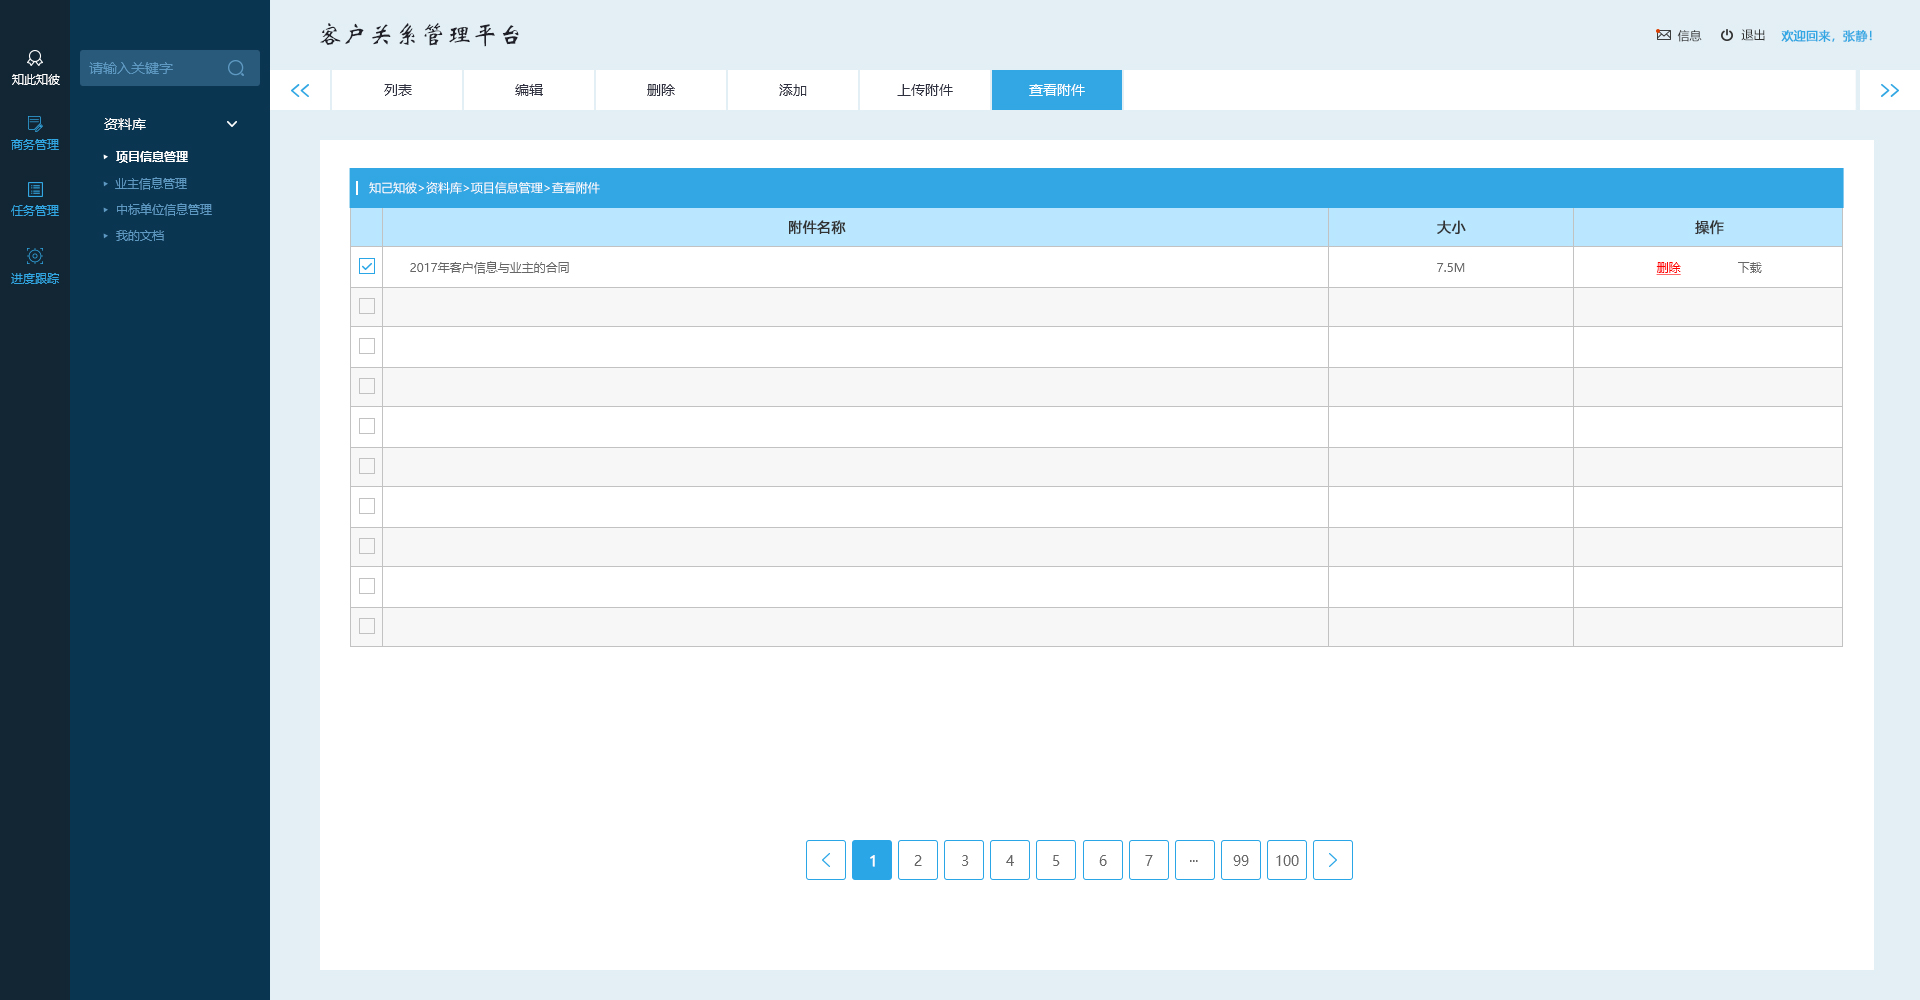 客户关系管理平台
信息 退出 欢迎回来，张静！
知此知彼
商务管理
任务管理
进度跟踪
请输入关键字
资料库
项目信息管理
业主信息管理
中标单位信息管理
我的文档
列表 编辑 删除 添加 上传附件 查看附件
知己知彼>资料库>项目信息管理>查看附件
附件名称 大小 操作
2017年客户信息与业主的合同 7.5M 删除 下载
1 2 3 4 5 6 7 ... 99 100